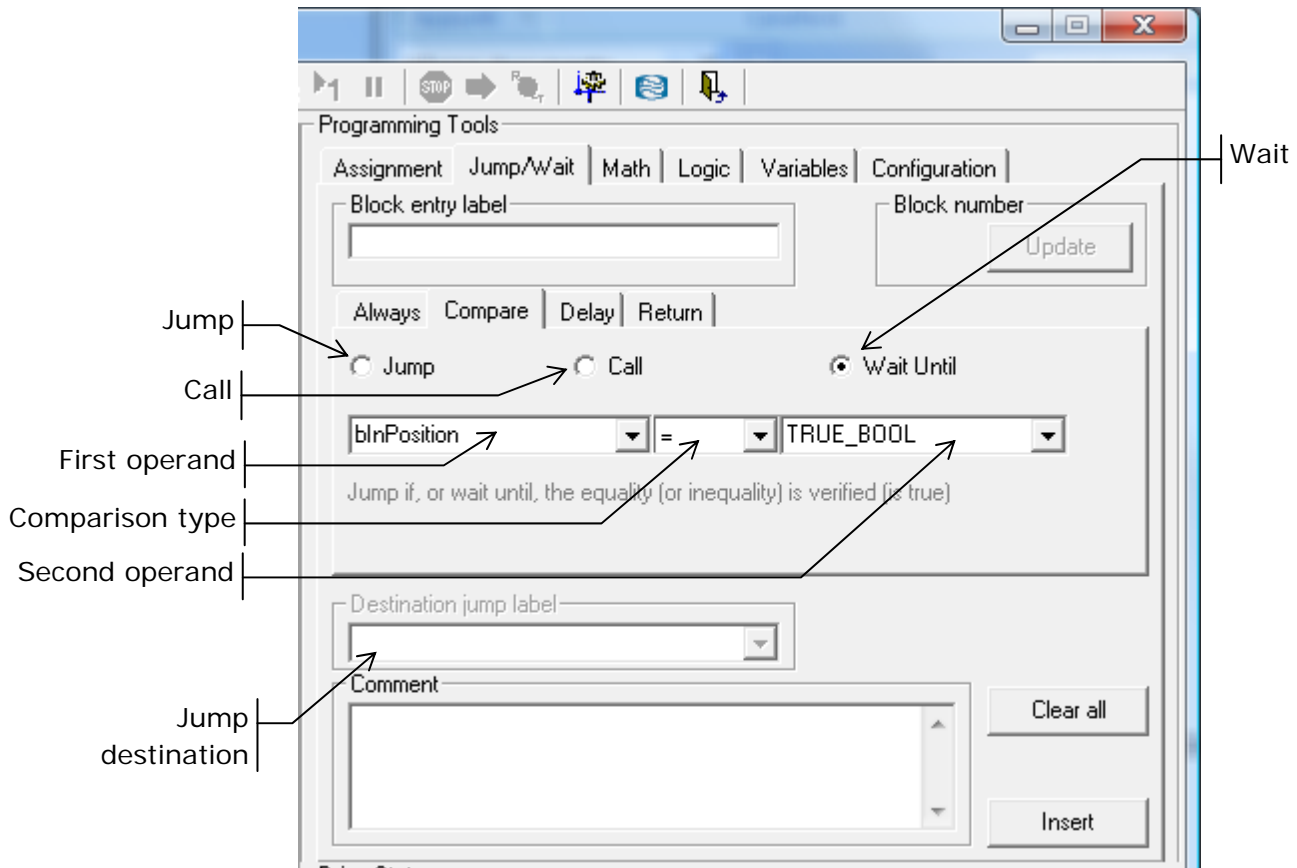 STOP
R
T
Programming Tools
Assignment Jump/Wait Math Logic Variables Configuration
Wait
Block entry label
Block number
Update
Always Compare Delay Return
Jump
Jump Call Wait Until
Call
bInPosition = TRUE_BOOL
First operand
Jump if, or wait until, the equality (or inequality) is verified (is true)
Comparison type
Second operand
Destination jump label
Comment
Jump
destination
Clear all
Insert